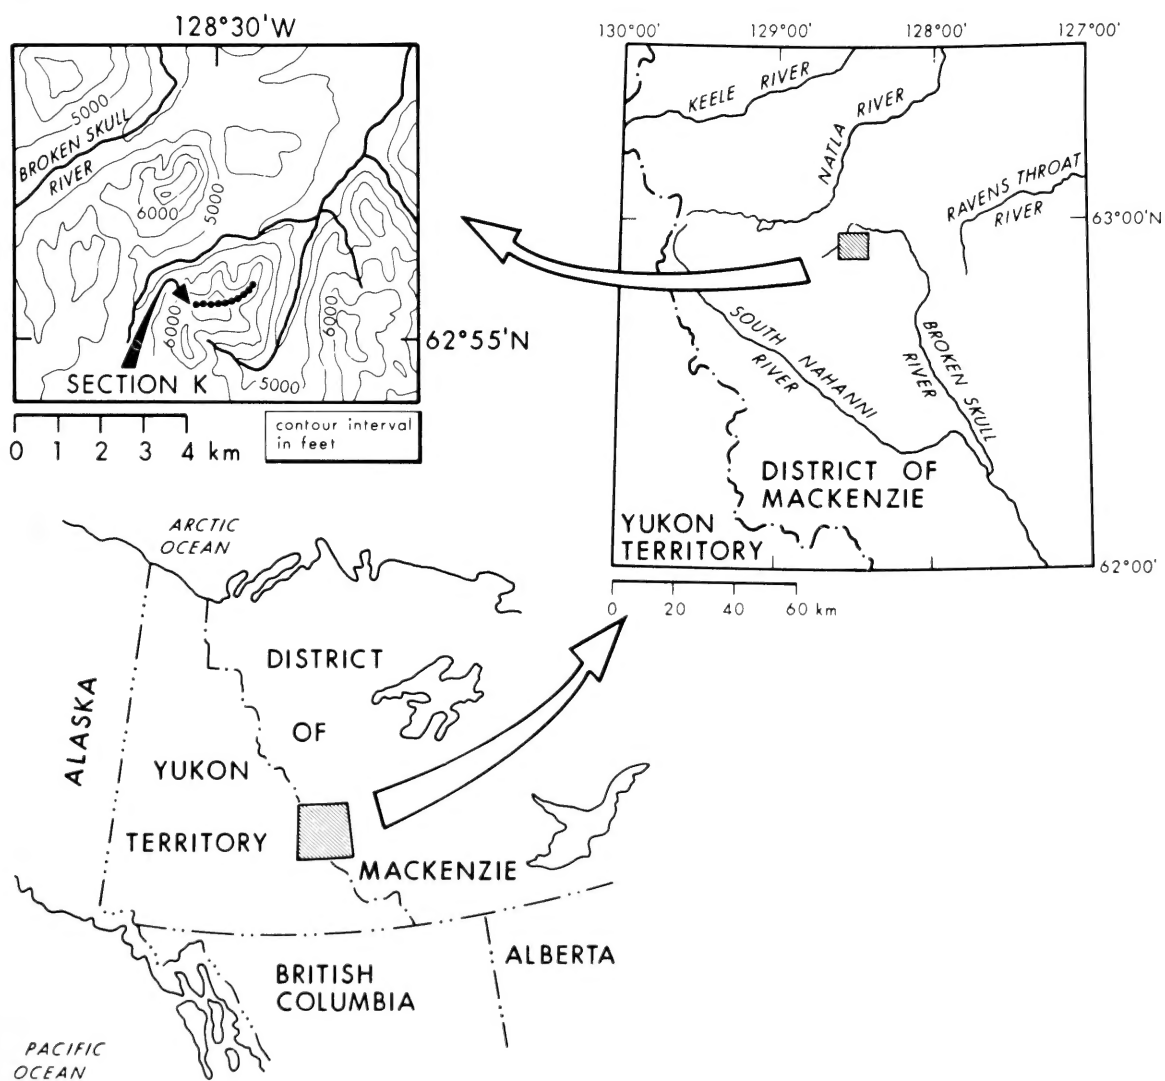 128°30'W
5000
BROKEN SKULL
RIVER
6000
5000
6000
6000
62°55'N
SECTION K
5000
0 1 2 3 4 km
contour interval
in feet
130°00' 129°00' 128°00' 127°00'
KEELE RIVER
NATLA RIVER
RAVENS THROAT
RIVER
63°00'N
SOUTH NAHANNI
RIVER
BROKEN SKULL
RIVER
DISTRICT OF
MACKENZIE
YUKON
TERRITORY
62°00'
0 20 40 60 km
ARCTIC
OCEAN
DISTRICT
OF
MACKENZIE
ALASKA
YUKON
TERRITORY
BRITISH
COLUMBIA
ALBERTA
PACIFIC
OCEAN